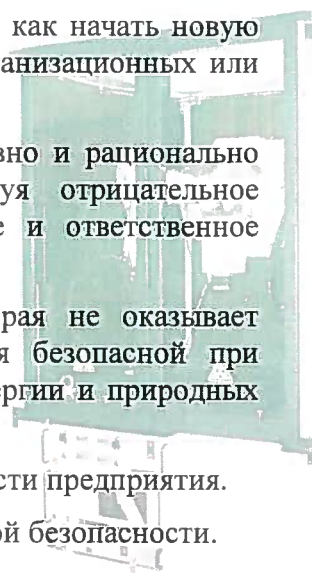 как начать новую
анизационных или
вно и рационально
уя отрицательное
е и ответственное
рая не оказывает
я безопасной при
ергии и природных
сти предприятия.
ой безопасности.